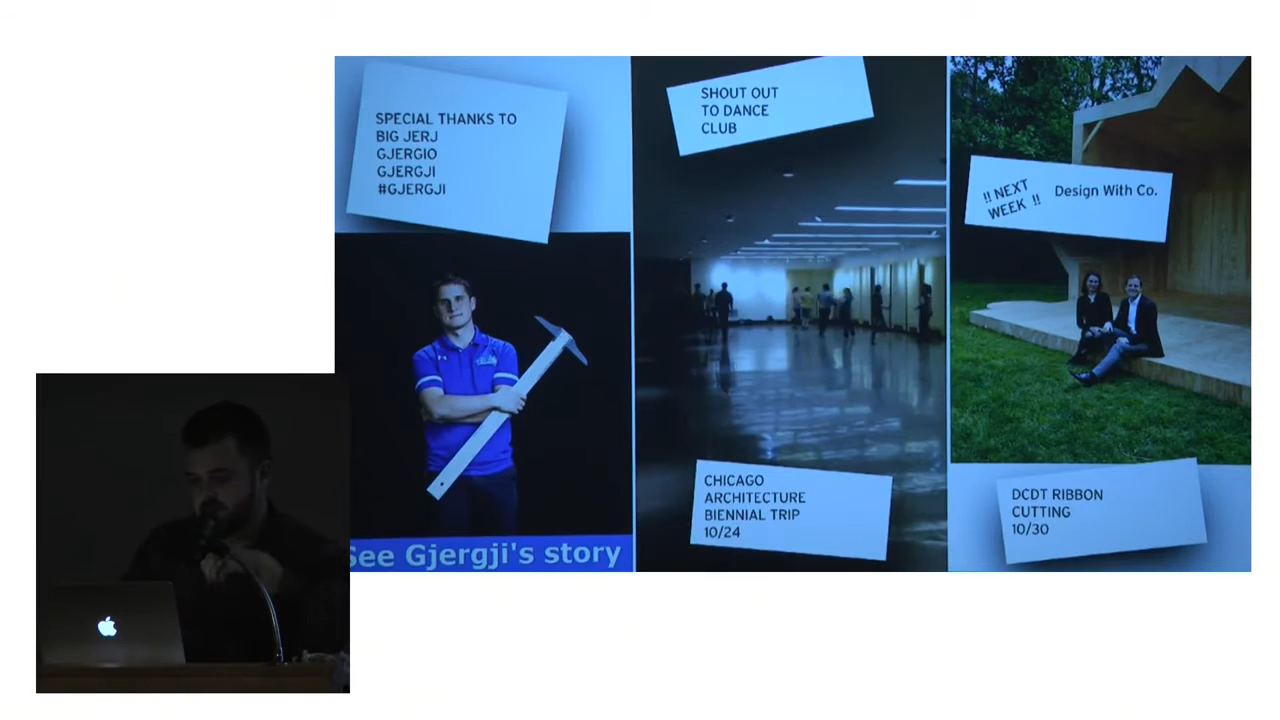 SPECIAL THANKS TO
BIG JERJ
GJERGIO
GJERGJI
#GJERGJI
See Gjergji's story
SHOUT OUT
TO DANCE
CLUB
CHICAGO
ARCHITECTURE
BIENNIAL TRIP
10/24
!! NEXT
WEEK !!
Design With Co.
DCDT RIBBON
CUTTING
10/30